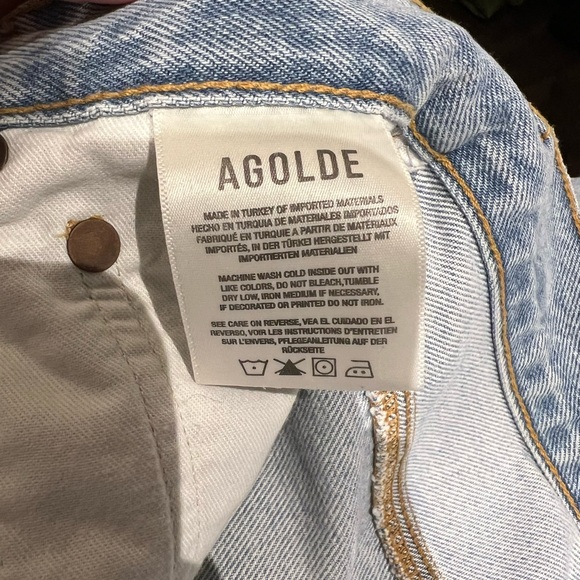 AGOLDE
MADE IN TURKEY OF IMPORTED MATERIALS
HECHO EN TURQUIA DE MATERIALES IMPORTADOS
FABRIQUÉ EN TURQUIE A PARTIR DE MATÉRIAUX
IMPORTÉS, IN DER TÜRKEI HERGESTELLT MIT
IMPORTIERTEN MATERIALIEN
MACHINE WASH COLD INSIDE OUT WITH
LIKE COLORS, DO NOT BLEACH,TUMBLE
DRY LOW, IRON MEDIUM IF NECESSARY,
IF DECORATED OR PRINTED DO NOT IRON.
SEE CARE ON REVERSE, VEA EL CUIDADO EN EL
REVERSO, VOIR LES INSTRUCTIONS D'ENTRETIEN
SUR L'ENVERS, PFLEGEANLEITUNG AUF DER
RÜCKSEITE